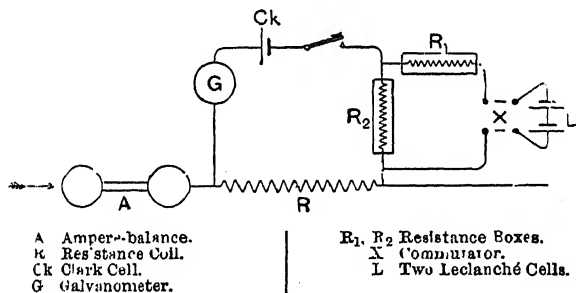 Ck
R₁
G
R₂
X
L
A
R
A Ampere-balance.
R Resistance Coil.
Ck Clark Cell.
G Galvanometer.
R₁, R₂ Resistance Boxes.
X Commutator.
L Two Leclanché Cells.